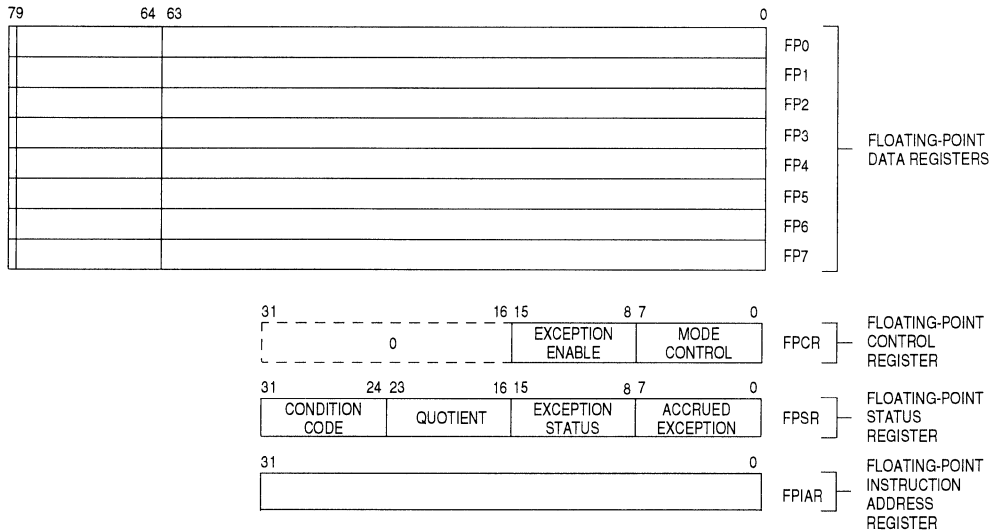 79 64 63 0
FP0
FP1
FP2
FP3
FP4
FP5
FP6
FP7
FLOATING-POINT
DATA REGISTERS
31 16 15 8 7 0
0
EXCEPTION
ENABLE
MODE
CONTROL
FPCR
FLOATING-POINT
CONTROL
REGISTER
31 24 23 16 15 8 7 0
CONDITION
CODE
QUOTIENT
EXCEPTION
STATUS
ACCRUED
EXCEPTION
FPSR
FLOATING-POINT
STATUS
REGISTER
31 0
FPIAR
FLOATING-POINT
INSTRUCTION
ADDRESS
REGISTER